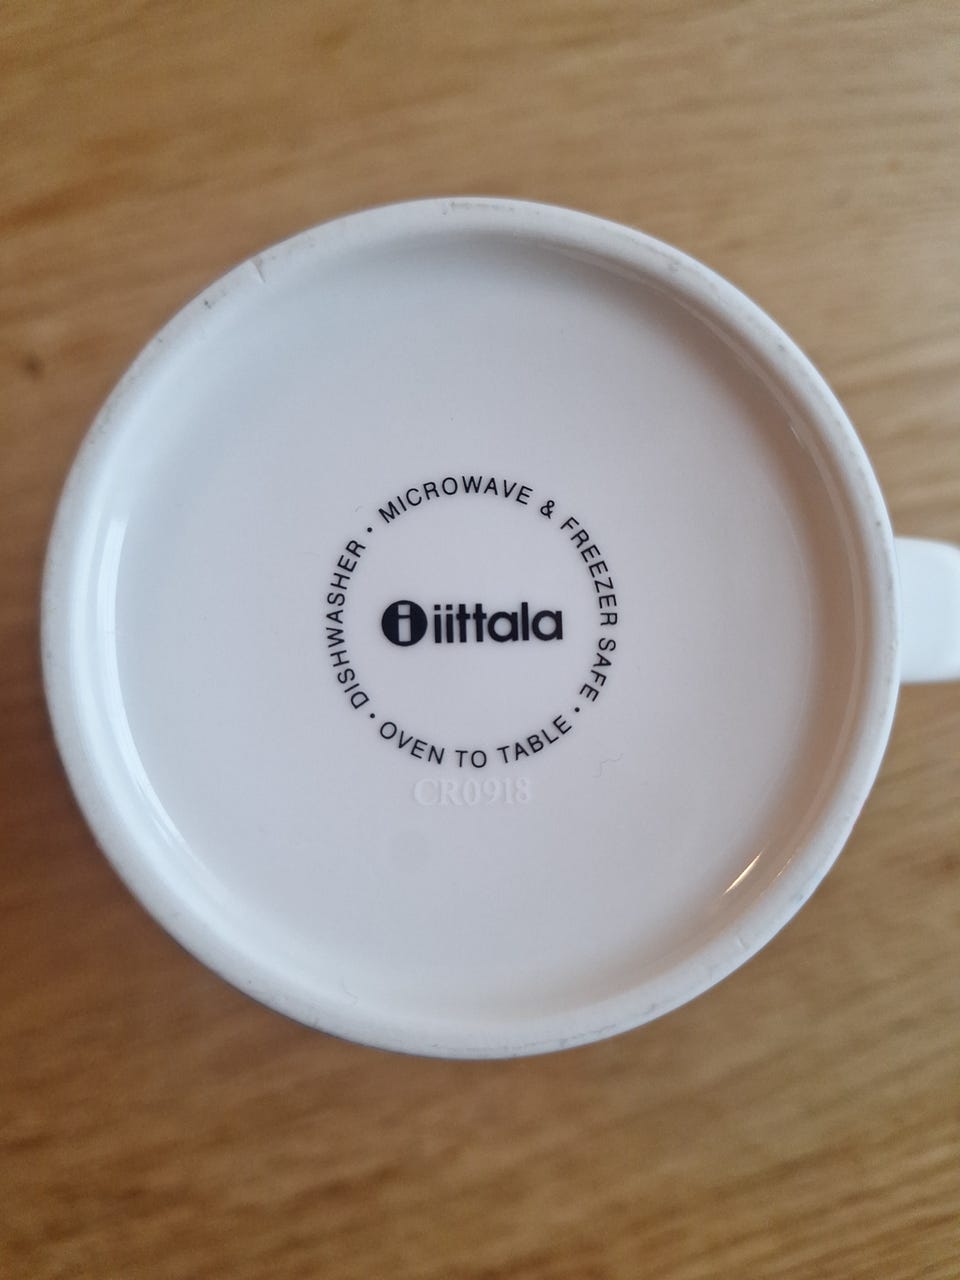 DISHWASHER • MICROWAVE & FREEZER SAFE • OVEN TO TABLE •
i iittala
CR0918